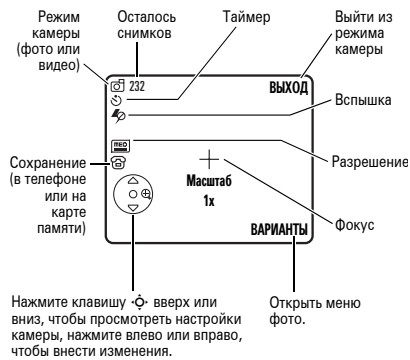 Режим
камеры
(фото или
видео)
Осталось
снимков
Таймер
Выйти из
режима
камеры
232
ВЫХОД
Вспышка
MED
Разрешение
Сохранение
(в телефоне
или на
карте
памяти)
Масштаб
1x
Фокус
ВАРИАНТЫ
Нажмите клавишу вверх или
вниз, чтобы просмотреть настройки
камеры, нажмите влево или вправо,
чтобы внести изменения.
Открыть меню
фото.